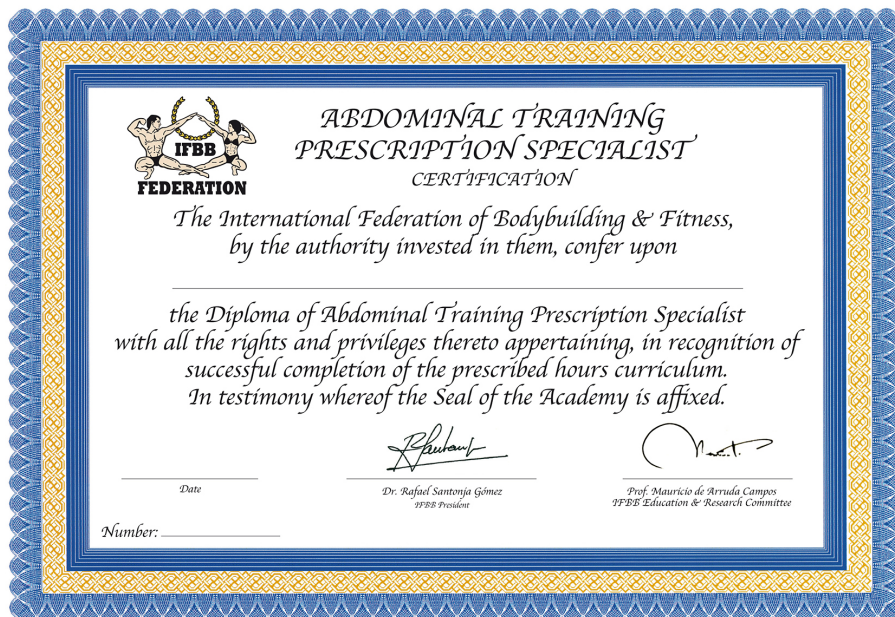 IFBB
FEDERATION
ABDOMINAL TRAINING
PRESCRIPTION SPECIALIST
CERTIFICATION
The International Federation of Bodybuilding & Fitness,
by the authority invested in them, confer upon
the Diploma of Abdominal Training Prescription Specialist
with all the rights and privileges thereto appertaining, in recognition of
successful completion of the prescribed hours curriculum.
In testimony whereof the Seal of the Academy is affixed.
Date
Dr. Rafael Santonja Gómez
IFBB President
Prof. Maurício de Arruda Campos
IFBB Education & Research Committee
Number: